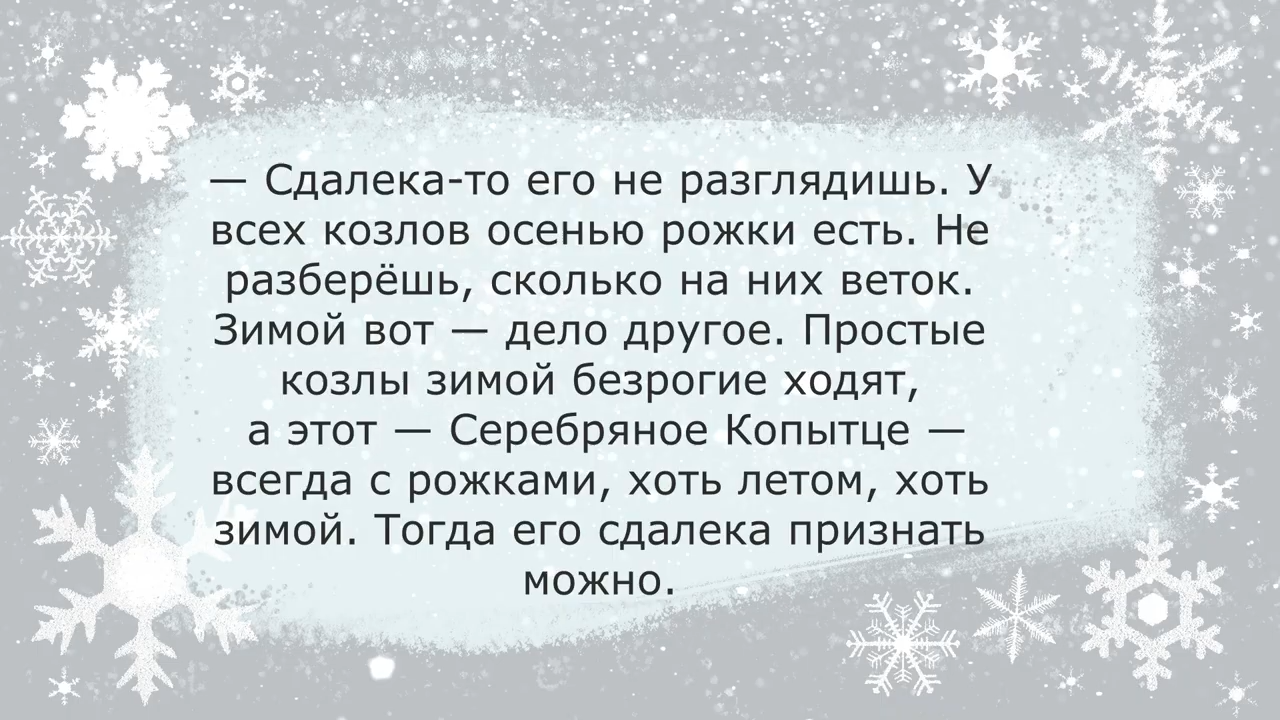 — Сдалека-то его не разглядишь. У
всех козлов осенью рожки есть. Не
разберёшь, сколько на них веток.
Зимой вот — дело другое. Простые
козлы зимой безрогие ходят,
а этот — Серебряное Копытце —
всегда с рожками, хоть летом, хоть
зимой. Тогда его сдалека признать
можно.